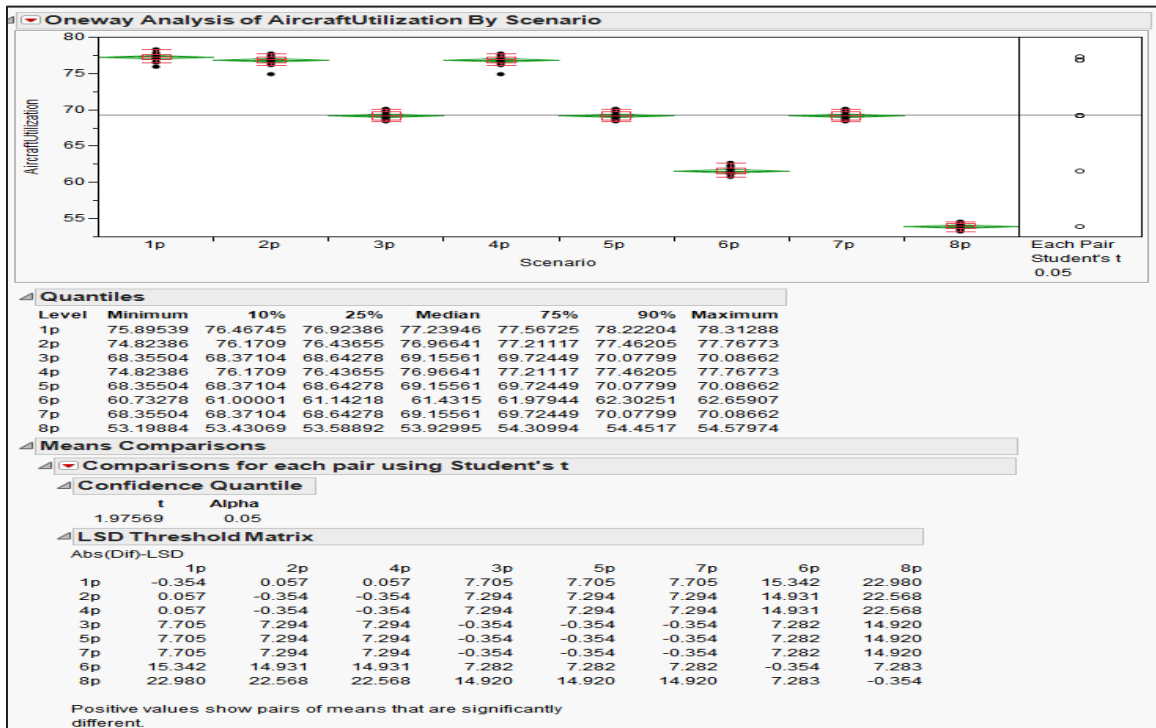 Oneway Analysis of AircraftUtilization By Scenario
80
75
70
65
60
55
AircraftUtilization
1p 2p 3p 4p 5p 6p 7p 8p
Scenario
Each Pair
Student's t
0.05
Quantiles
Level Minimum 10% 25% Median 75% 90% Maximum
1p 75.89539 76.46745 76.92386 77.23946 77.56725 78.22204 78.31288
2p 74.82386 76.1709 76.43655 76.96641 77.21117 77.46205 77.76773
3p 68.35504 68.37104 68.64278 69.15561 69.72449 70.07799 70.08662
4p 74.82386 76.1709 76.43655 76.96641 77.21117 77.46205 77.76773
5p 68.35504 68.37104 68.64278 69.15561 69.72449 70.07799 70.08662
6p 60.73278 61.00001 61.14218 61.4315 61.97944 62.30251 62.65907
7p 68.35504 68.37104 68.64278 69.15561 69.72449 70.07799 70.08662
8p 53.19884 53.43069 53.58892 53.92995 54.30994 54.4517 54.57974
Means Comparisons
Comparisons for each pair using Student's t
Confidence Quantile
t Alpha
1.97569 0.05
LSD Threshold Matrix
Abs(Dif)-LSD
1p 2p 4p 3p 5p 7p 6p 8p
1p -0.354 0.057 0.057 7.705 7.705 7.705 15.342 22.980
2p 0.057 -0.354 -0.354 7.294 7.294 7.294 14.931 22.568
4p 0.057 -0.354 -0.354 7.294 7.294 7.294 14.931 22.568
3p 7.705 7.294 7.294 -0.354 -0.354 -0.354 7.282 14.920
5p 7.705 7.294 7.294 -0.354 -0.354 -0.354 7.282 14.920
7p 7.705 7.294 7.294 -0.354 -0.354 -0.354 7.282 14.920
6p 15.342 14.931 14.931 7.282 7.282 7.282 -0.354 7.283
8p 22.980 22.568 22.568 14.920 14.920 14.920 7.283 -0.354
Positive values show pairs of means that are significantly
different.